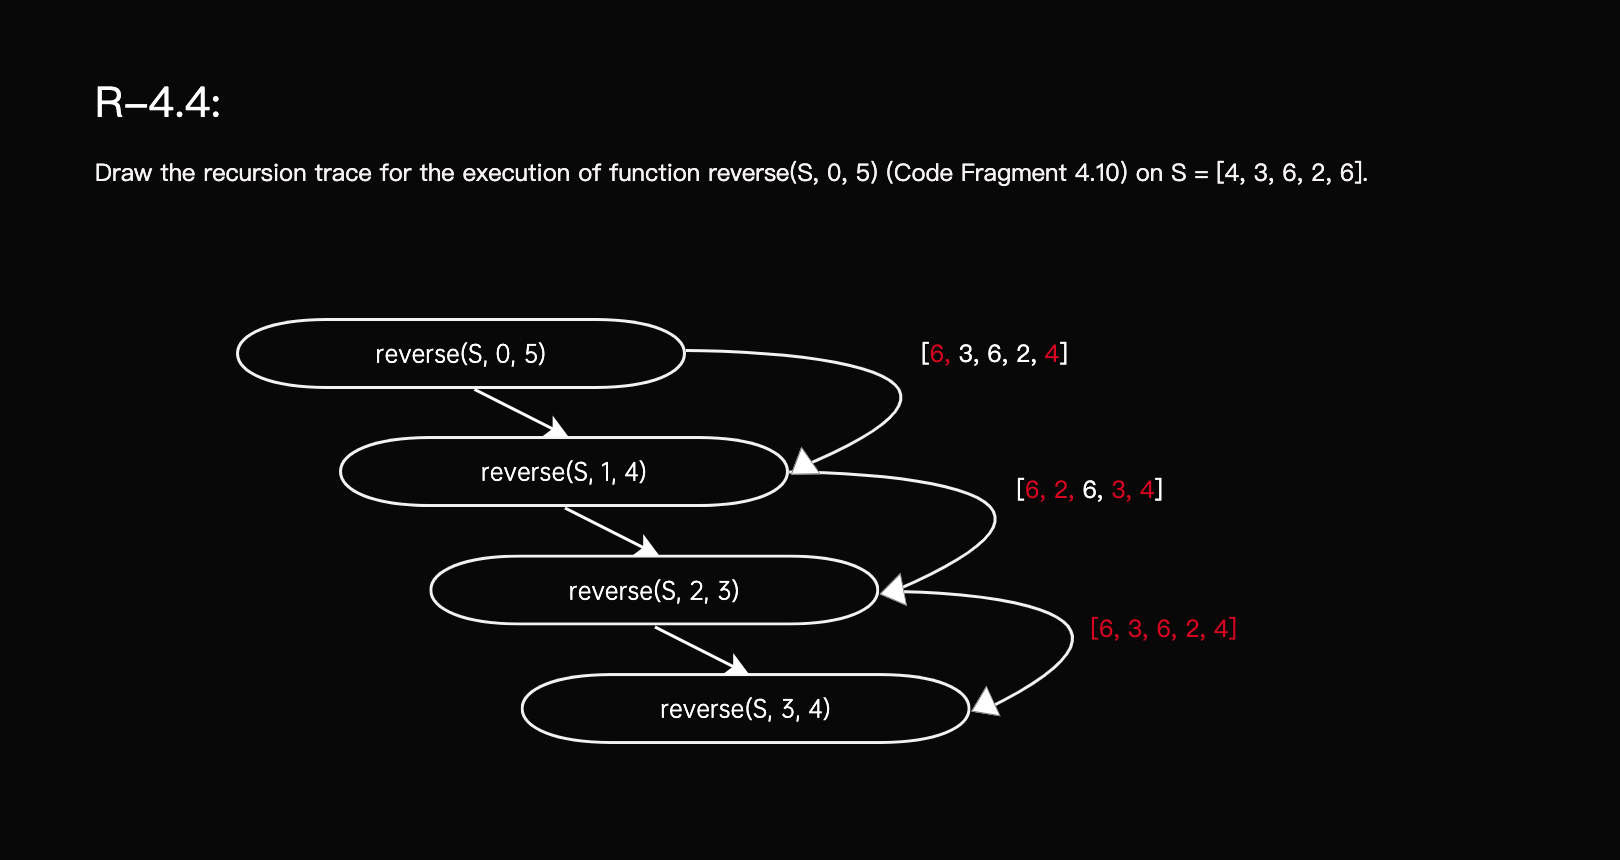 R–4.4:
Draw the recursion trace for the execution of function reverse(S, 0, 5) (Code Fragment 4.10) on S = [4, 3, 6, 2, 6].
reverse(S, 0, 5)
[6, 3, 6, 2, 4]
reverse(S, 1, 4)
[6, 2, 6, 3, 4]
reverse(S, 2, 3)
[6, 3, 6, 2, 4]
reverse(S, 3, 4)